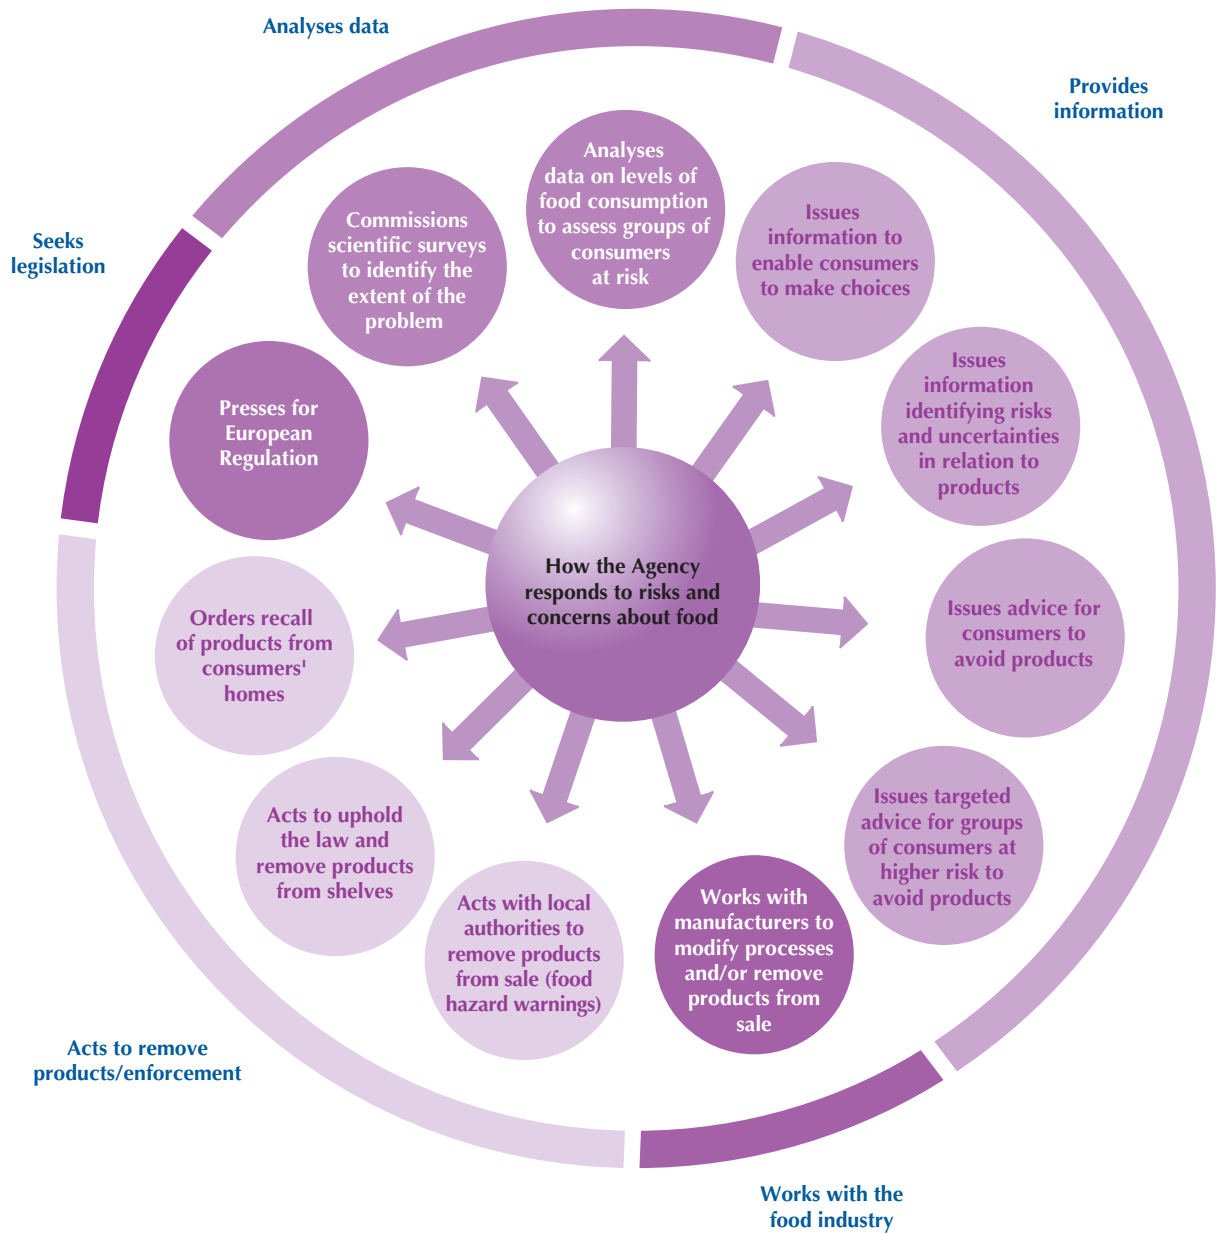 Analyses data
Provides
information
Seeks
legislation
Analyses
data on levels of
food consumption
to assess groups of
consumers
at risk
Commissions
scientific surveys
to identify the
extent of the
problem
Issues
information to
enable consumers
to make choices
Issues
information
identifying risks
and uncertainties
in relation to
products
Presses for
European
Regulation
How the Agency
responds to risks and
concerns about food
Issues advice for
consumers to
avoid products
Orders recall
of products from
consumers'
homes
Issues targeted
advice for groups
of consumers at
higher risk to
avoid products
Acts to uphold
the law and
remove products
from shelves
Acts with local
authorities to
remove products
from sale (food
hazard warnings)
Works with
manufacturers to
modify processes
and/or remove
products from
sale
Acts to remove
products/enforcement
Works with the
food industry